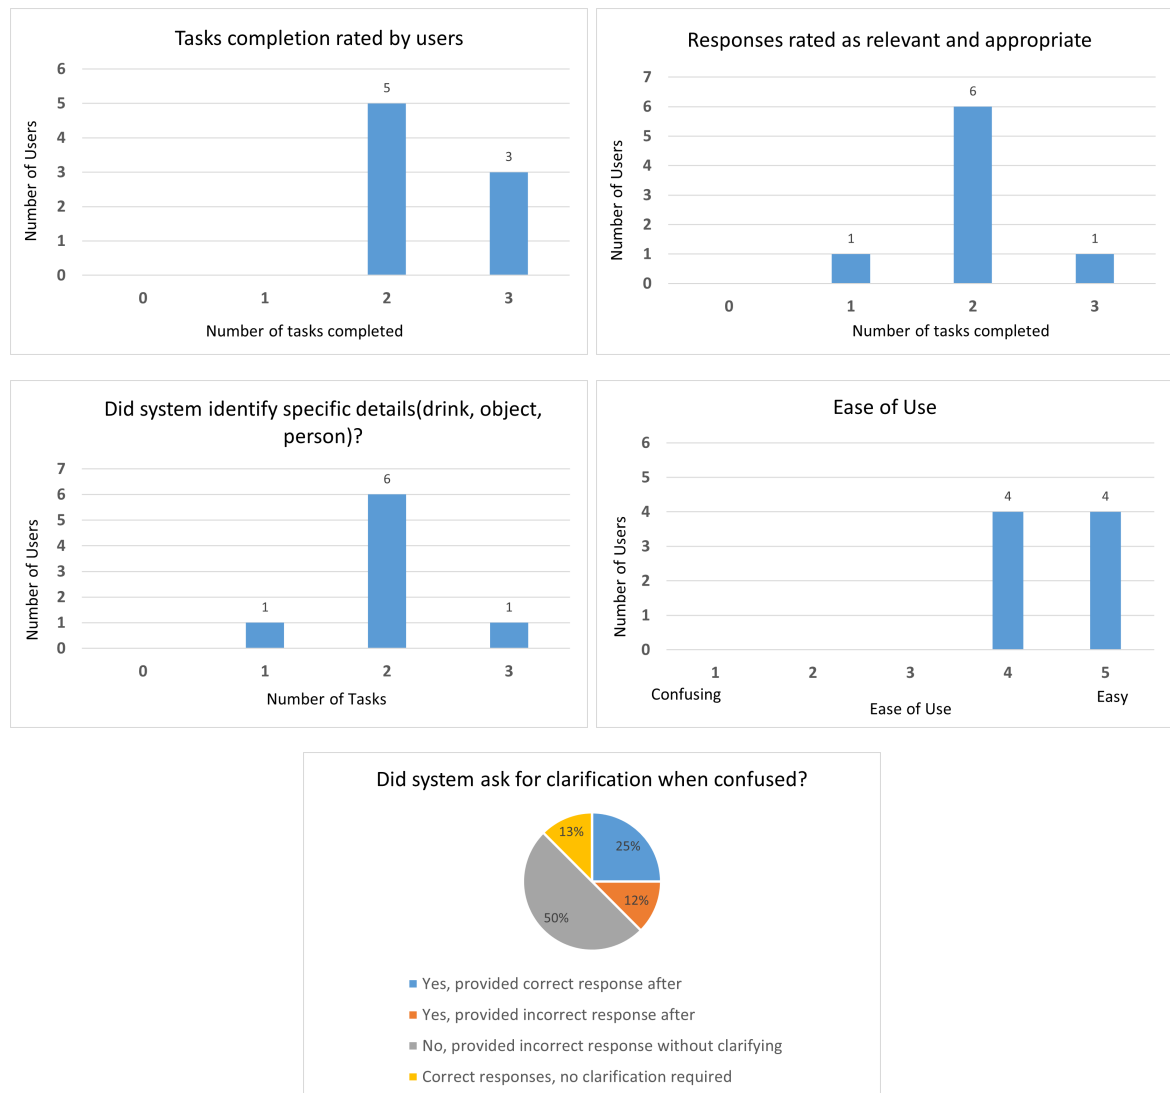 Tasks completion rated by users
6
5
4
3
2
1
0
5
3
0 1 2 3
Number of Users
Number of tasks completed
Responses rated as relevant and appropriate
7
6
5
4
3
2
1
0
1
6
1
0 1 2 3
Number of Users
Number of tasks completed
Did system identify specific details(drink, object,
person)?
7
6
5
4
3
2
1
0
1
6
1
0 1 2 3
Number of Users
Number of Tasks
Ease of Use
6
5
4
3
2
1
0
4
4
1 2 3 4 5
Confusing
Easy
Number of Users
Ease of Use
Did system ask for clarification when confused?
13%
25%
12%
50%
Yes, provided correct response after
Yes, provided incorrect response after
No, provided incorrect response without clarifying
Correct responses, no clarification required